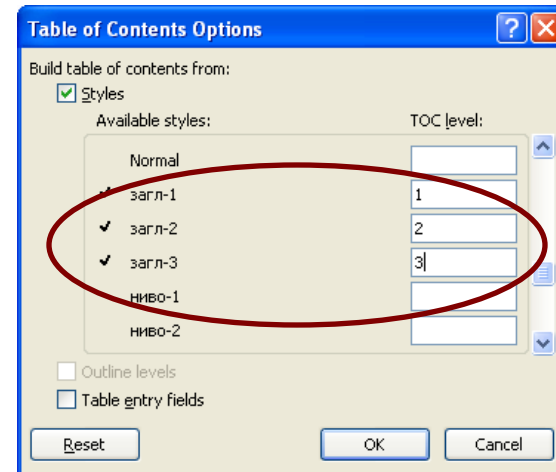 Table of Contents Options
Build table of contents from:
Styles
Available styles: TOC level:
Normal
загл-1 1
загл-2 2
загл-3 3
ниво-1
ниво-2
Outline levels
Table entry fields
Reset OK Cancel